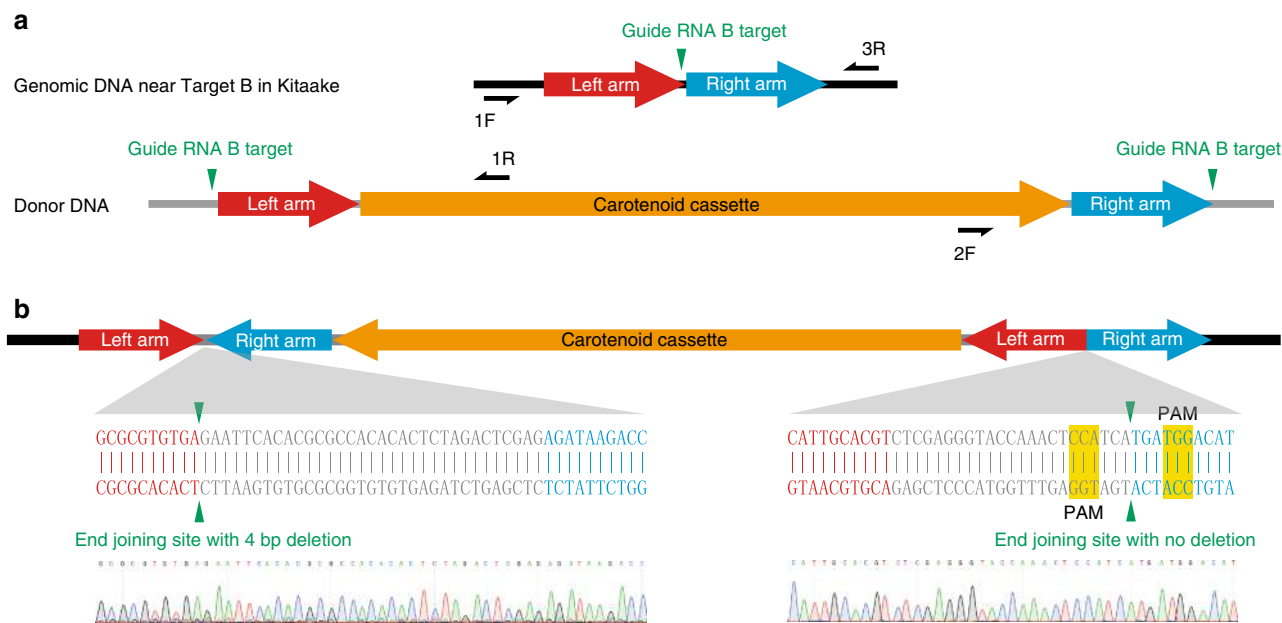 a
Guide RNA B target
3R
Genomic DNA near Target B in Kitaake
Left arm
Right arm
1F
Guide RNA B target
1R
Guide RNA B target
Donor DNA
Left arm
Carotenoid cassette
Right arm
2F
b
Left arm
Right arm
Carotenoid cassette
Left arm
Right arm
PAM
GCGCGTGTGAGAATTCACACGCGCCACACACTCTAGACTCGAGAGATAAGACC
CGCGCACACTCTTAAGTGTGCGCGGTGTGTGAGATCTGAGCTCTCTATTCTGG
CATTGCACGTCTCGAGGGTACCAAACTCCATCATGATGGACAT
GTAACGTGCAGAGCTCCCATGGTTTGAGGTAGTACTACCTGTA
PAM
End joining site with 4 bp deletion
End joining site with no deletion